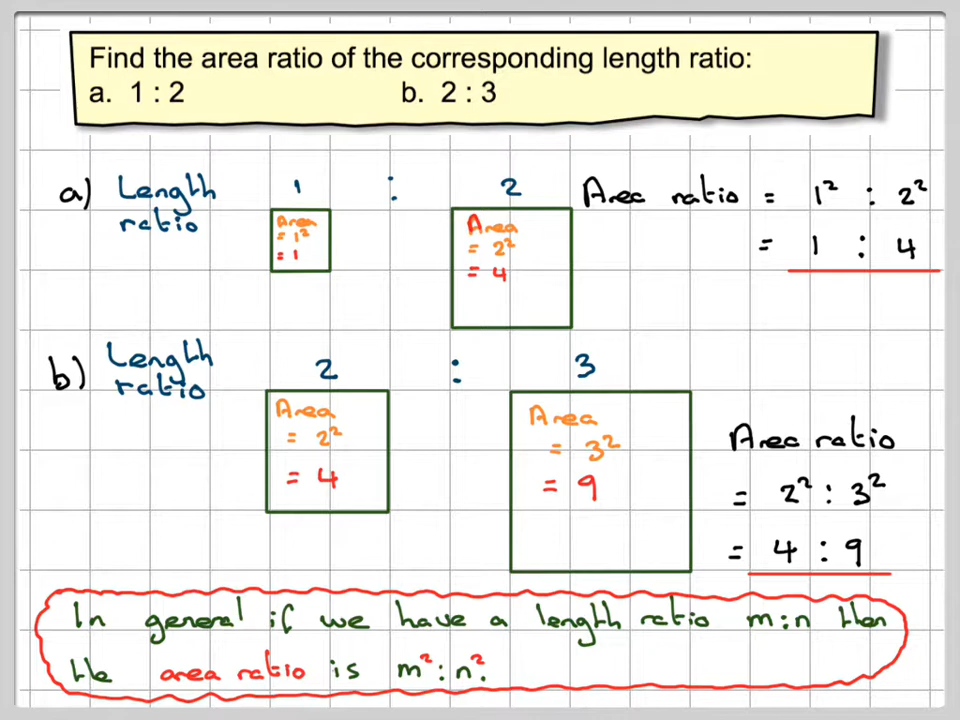 Find the area ratio of the corresponding length ratio:
a. 1 : 2 b. 2 : 3
a) Length ratio 1 : 2
Area = 1² = 1
Area = 2² = 4
Area ratio = 1² : 2²
= 1 : 4
b) Length ratio 2 : 3
Area = 2² = 4
Area = 3² = 9
Area ratio
= 2² : 3²
= 4 : 9
In general if we have a length ratio m:n then
the area ratio is m²:n².